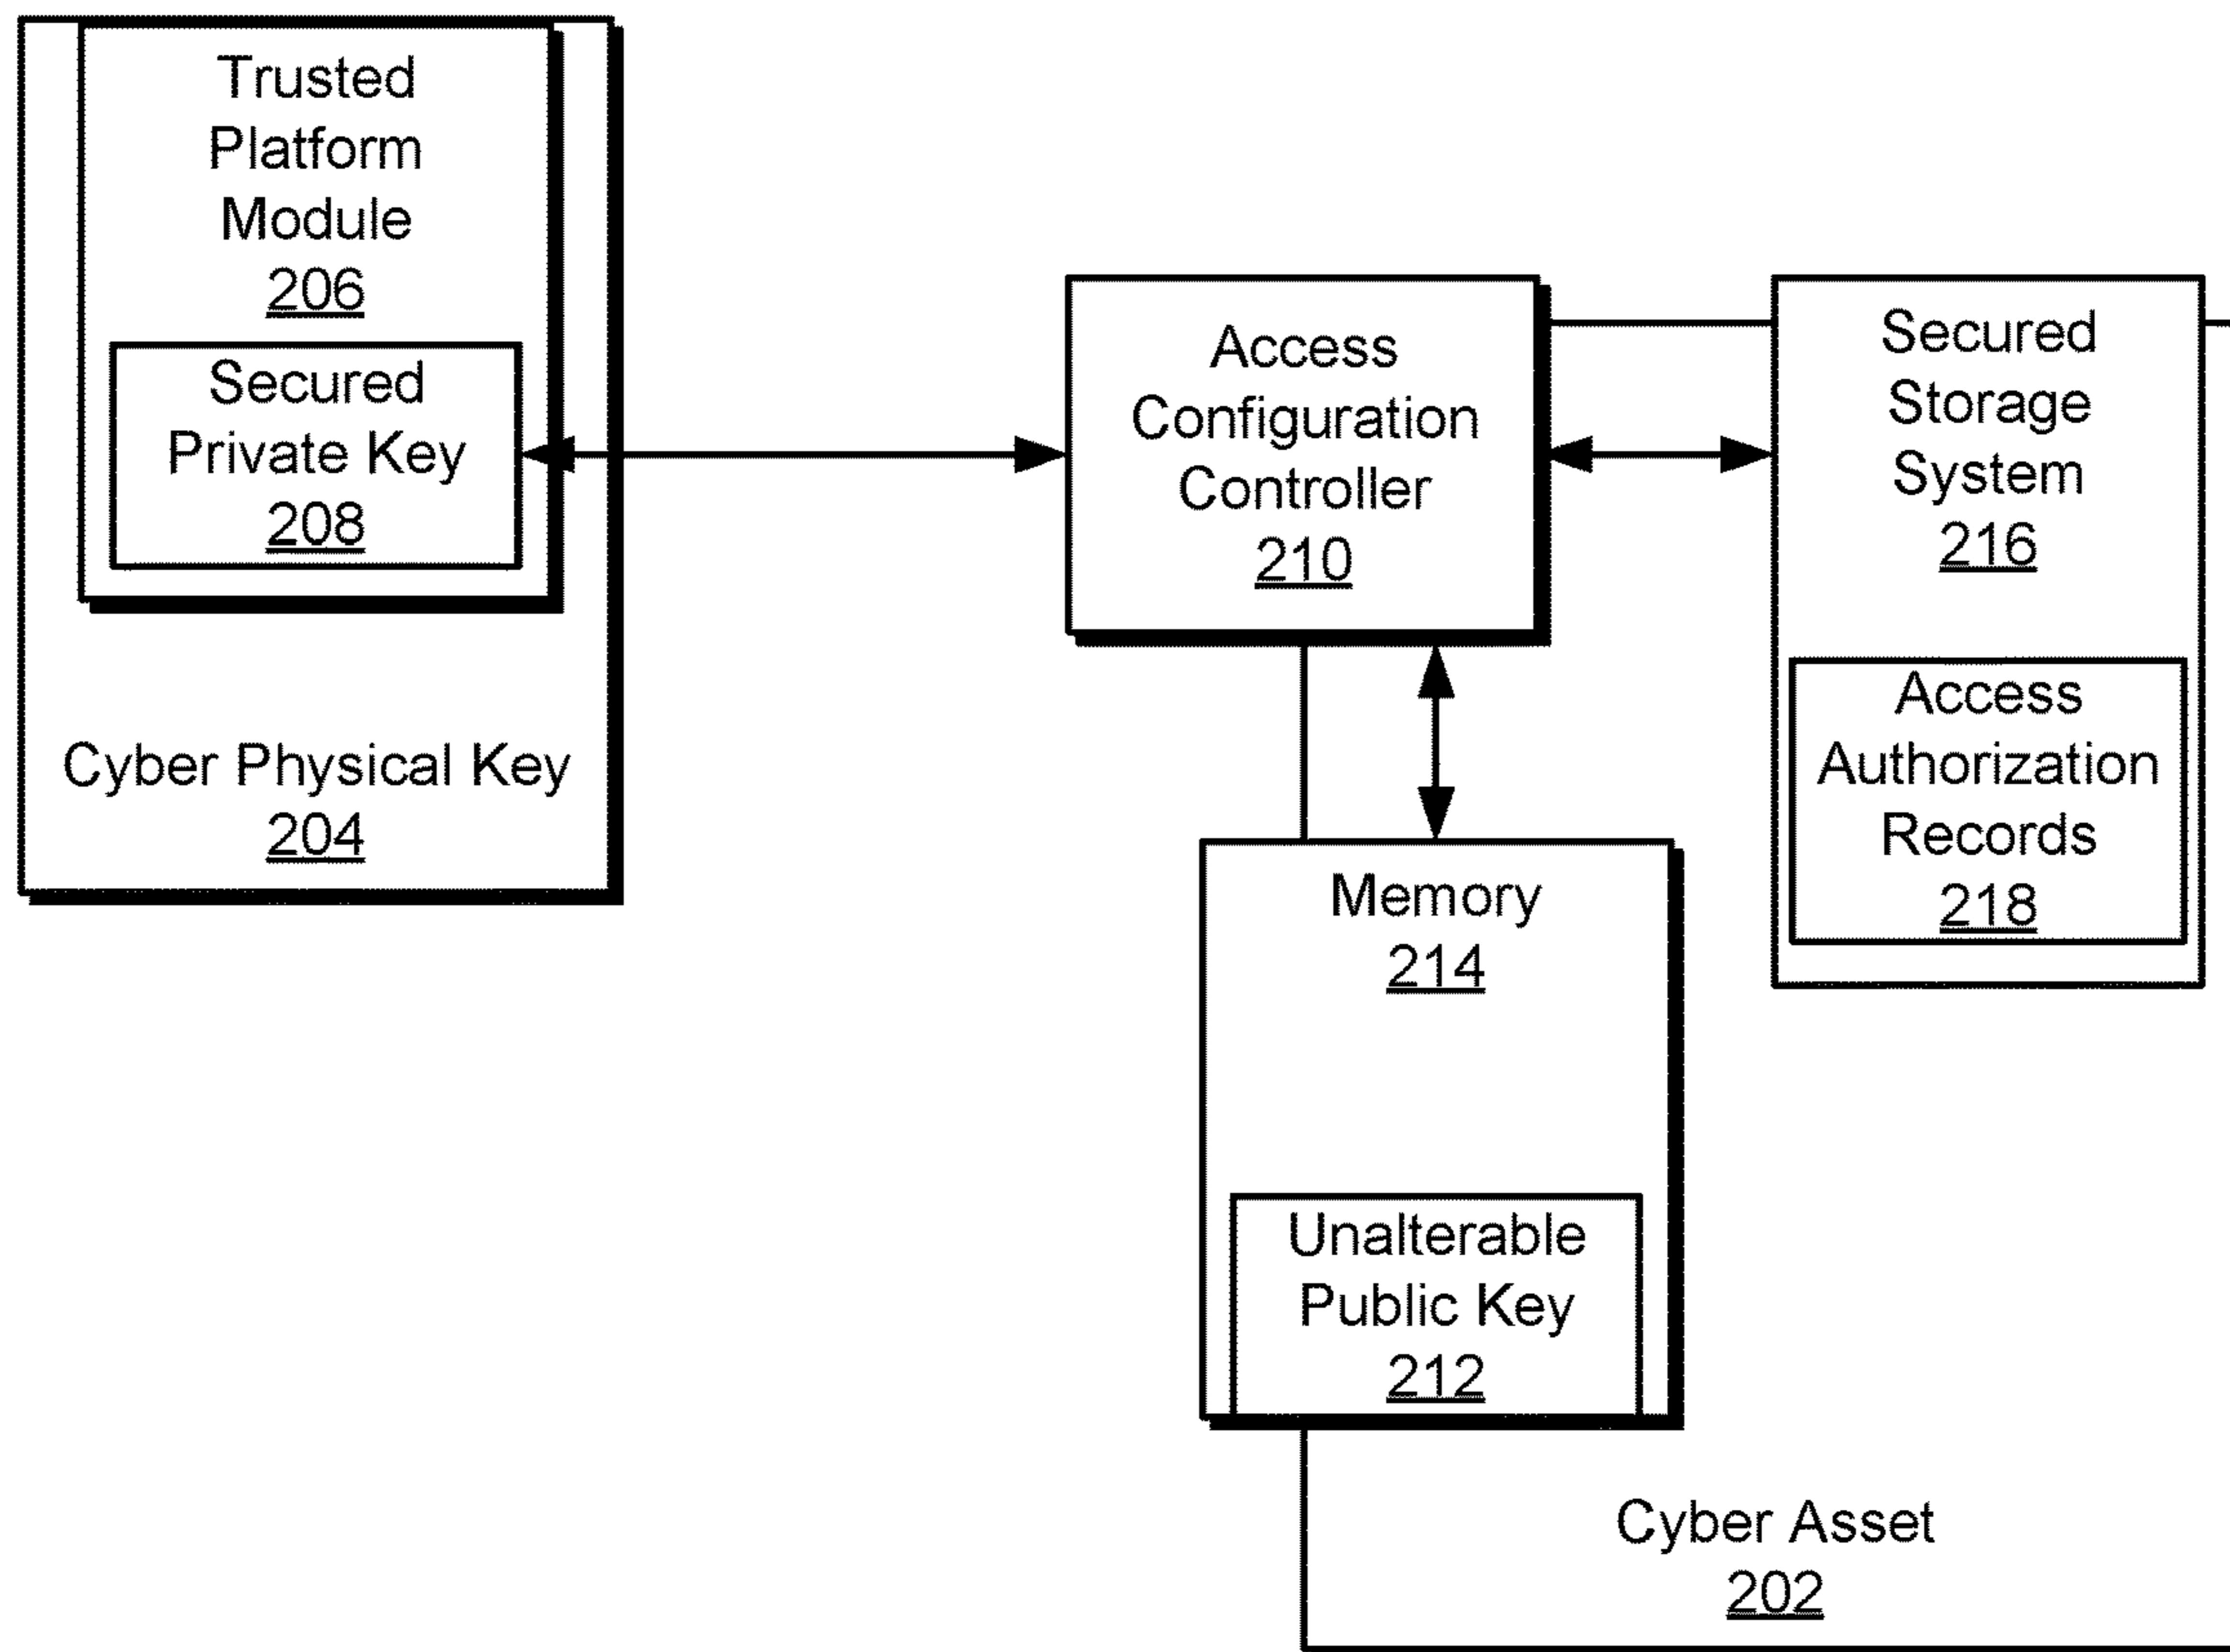 Trusted
Platform
Module
206
Secured
Private Key
208
Cyber Physical Key
204
Access
Configuration
Controller
210
Secured
Storage
System
216
Access
Authorization
Records
218
Memory
214
Unalterable
Public Key
212
Cyber Asset
202